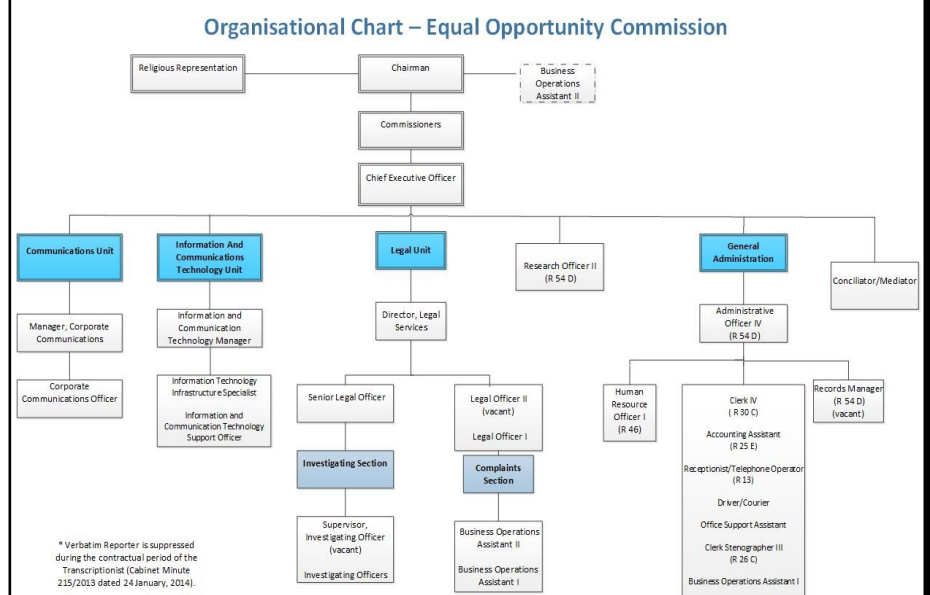 Organisational Chart – Equal Opportunity Commission
Religious Representation
Chairman
Business
Operations
Assistant II
Commissioners
Chief Executive Officer
Communications Unit
Information And
Communications
Technology Unit
Legal Unit
Research Officer II
(R 54 D)
General
Administration
Conciliator/Mediator
Manager, Corporate
Communications
Information and
Communication
Technology Manager
Director, Legal
Services
Administrative
Officer IV
(R 54 D)
Corporate
Communications Officer
Information Technology
Infrastructure Specialist
Information and
Communication Technology
Support Officer
Senior Legal Officer
Legal Officer II
(vacant)
Legal Officer I
Human
Resource
Officer I
(R 46)
Clerk IV
( R 30 C)
Accounting Assistant
(R 25 E)
Receptionist/Telephone Operator
(R 13)
Driver/Courier
Office Support Assistant
Clerk Stenographer III
(R 26 C)
Business Operations Assistant I
Records Manager
(R 54 D)
(vacant)
Investigating Section
Complaints
Section
Supervisor,
Investigating Officer
(vacant)
Investigating Officers
Business Operations
Assistant II
Business Operations
Assistant I
* Verbatim Reporter is suppressed
during the contractual period of the
Transcriptionist (Cabinet Minute
215/2013 dated 24 January, 2014).